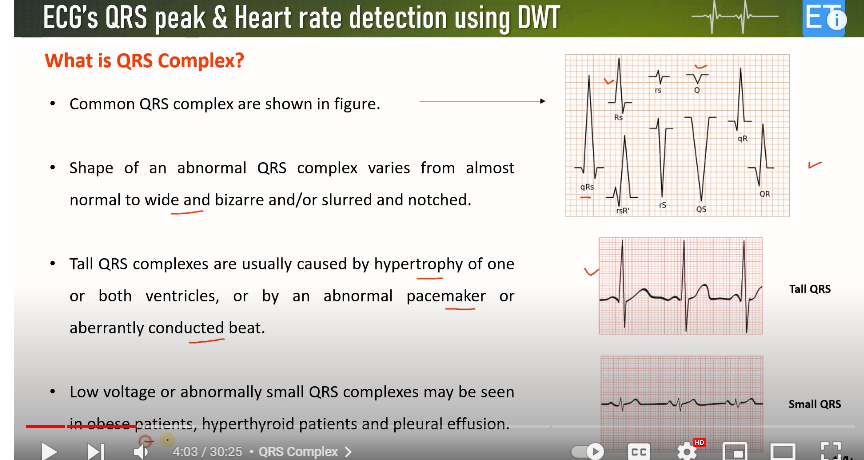 ECG's QRS peak & Heart rate detection using DWT
ET
i
What is QRS Complex?
• Common QRS complex are shown in figure.
• Shape of an abnormal QRS complex varies from almost
normal to wide and bizarre and/or slurred and notched.
• Tall QRS complexes are usually caused by hypertrophy of one
or both ventricles, or by an abnormal pacemaker or
aberrantly conducted beat.
• Low voltage or abnormally small QRS complexes may be seen
in obese patients, hyperthyroid patients and pleural effusion.
rs
Q
Rs
qR
qRs
rsR'
rS
QS
QR
Tall QRS
Small QRS
4:03 / 30:25 • QRS Complex
CC
HD